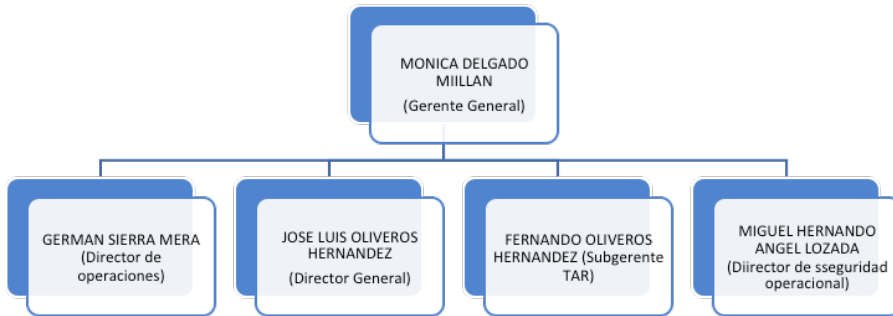 MONICA DELGADO
MIILLAN
(Gerente General)
GERMAN SIERRA MERA
(Director de
operaciones)
JOSE LUIS OLIVEROS
HERNANDEZ
(Diirector General)
FERNANDO OLIVEROS
HERNANDEZ (Subgerente
TAR)
MIGUEL HERNANDO
ANGEL LOZADA
(Diirector de sseguridad
operacional)